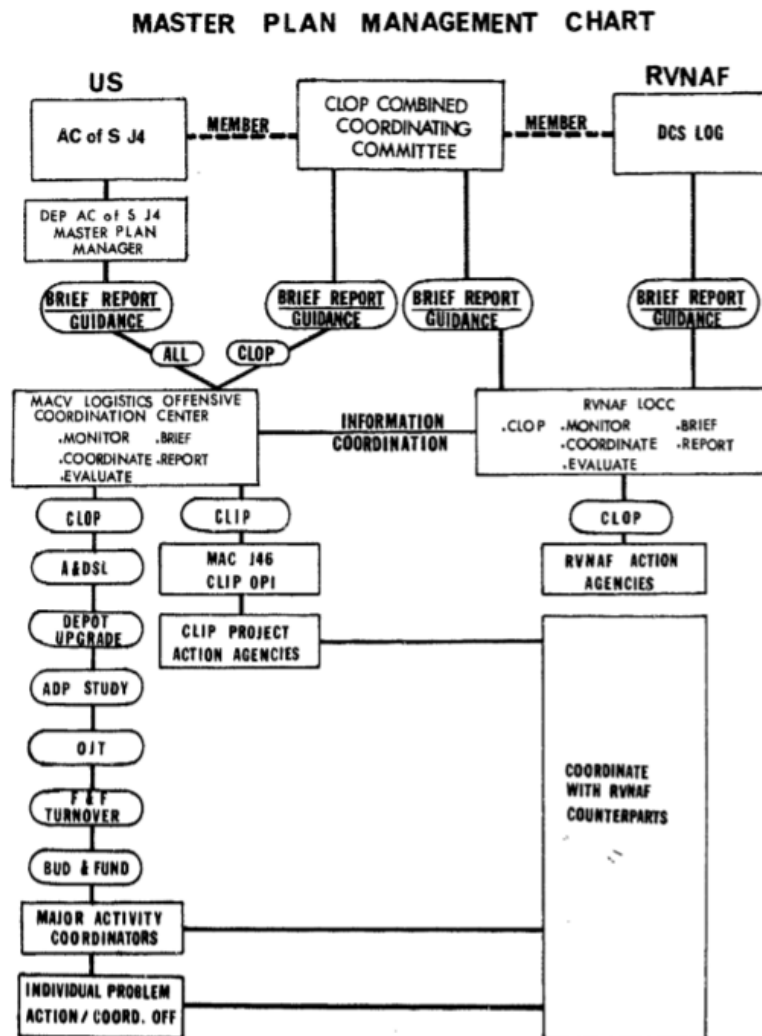 MASTER PLAN MANAGEMENT CHART
US
RVNAF
AC of S J4
MEMBER
CLOP COMBINED
COORDINATING
COMMITTEE
MEMBER
DCS LOG
DEP AC of S J4
MASTER PLAN
MANAGER
BRIEF REPORT
GUIDANCE
BRIEF REPORT
GUIDANCE
BRIEF REPORT
GUIDANCE
BRIEF REPORT
GUIDANCE
ALL
CLOP
MACV LOGISTICS OFFENSIVE
COORDINATION CENTER
.MONITOR .BRIEF
.COORDINATE .REPORT
.EVALUATE
INFORMATION
COORDINATION
RVNAF LOCC
.CLOP .MONITOR .BRIEF
.COORDINATE .REPORT
.EVALUATE
CLOP
CLIP
CLOP
A&DSL
MAC J46
CLIP OPI
RVNAF ACTION
AGENCIES
DEPOT
UPGRADE
CLIP PROJECT
ACTION AGENCIES
ADP STUDY
OJT
F & F
TURNOVER
BUD & FUND
COORDINATE
WITH RVNAF
COUNTERPARTS
MAJOR ACTIVITY
COORDINATORS
INDIVIDUAL PROBLEM
ACTION/COORD. OFF